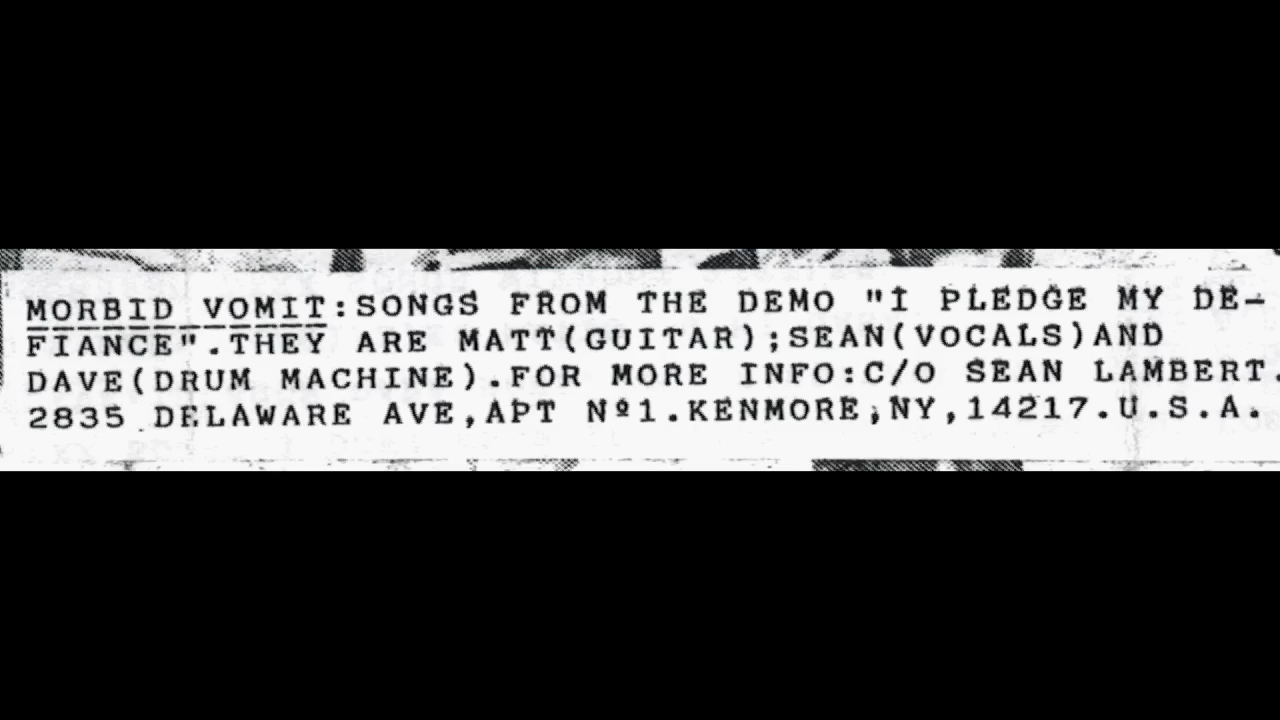 MORBID VOMIT:SONGS FROM THE DEMO "I PLEDGE MY DE-
FIANCE".THEY ARE MATT(GUITAR);SEAN(VOCALS)AND
DAVE(DRUM MACHINE).FOR MORE INFO:C/O SEAN LAMBERT.
2835 DELAWARE AVE,APT Nº1.KENMORE,NY,14217.U.S.A.